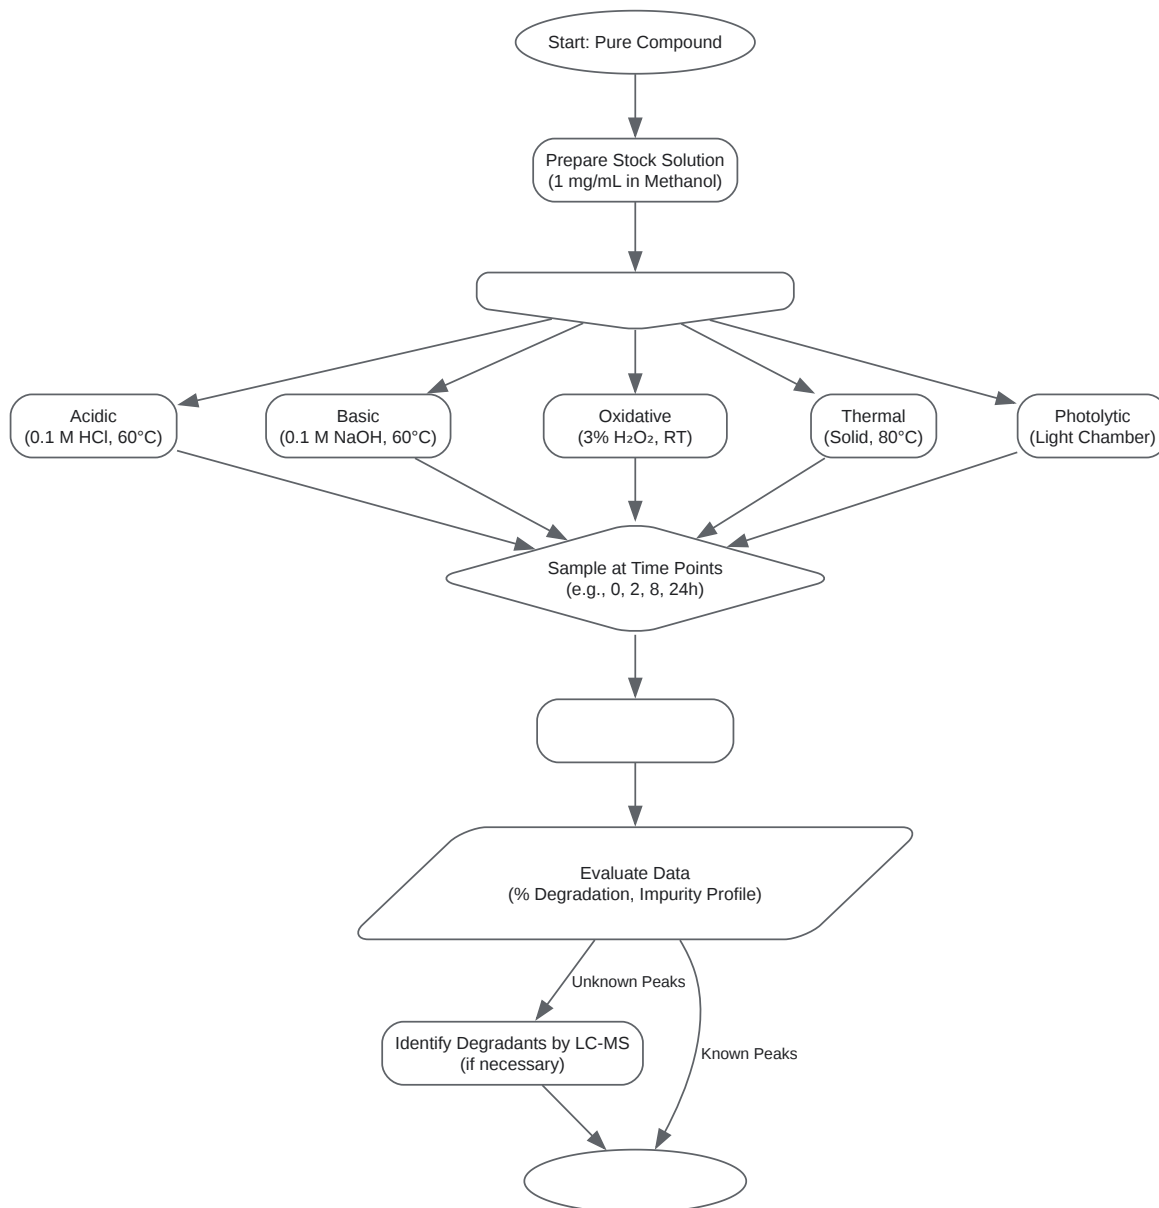 Start: Pure Compound
Prepare Stock Solution
(1 mg/mL in Methanol)
Acidic
(0.1 M HCl, 60°C)
Basic
(0.1 M NaOH, 60°C)
Oxidative
(3% H₂O₂, RT)
Thermal
(Solid, 80°C)
Photolytic
(Light Chamber)
Sample at Time Points
(e.g., 0, 2, 8, 24h)
Evaluate Data
(% Degradation, Impurity Profile)
Unknown Peaks
Identify Degradants by LC-MS
(if necessary)
Known Peaks